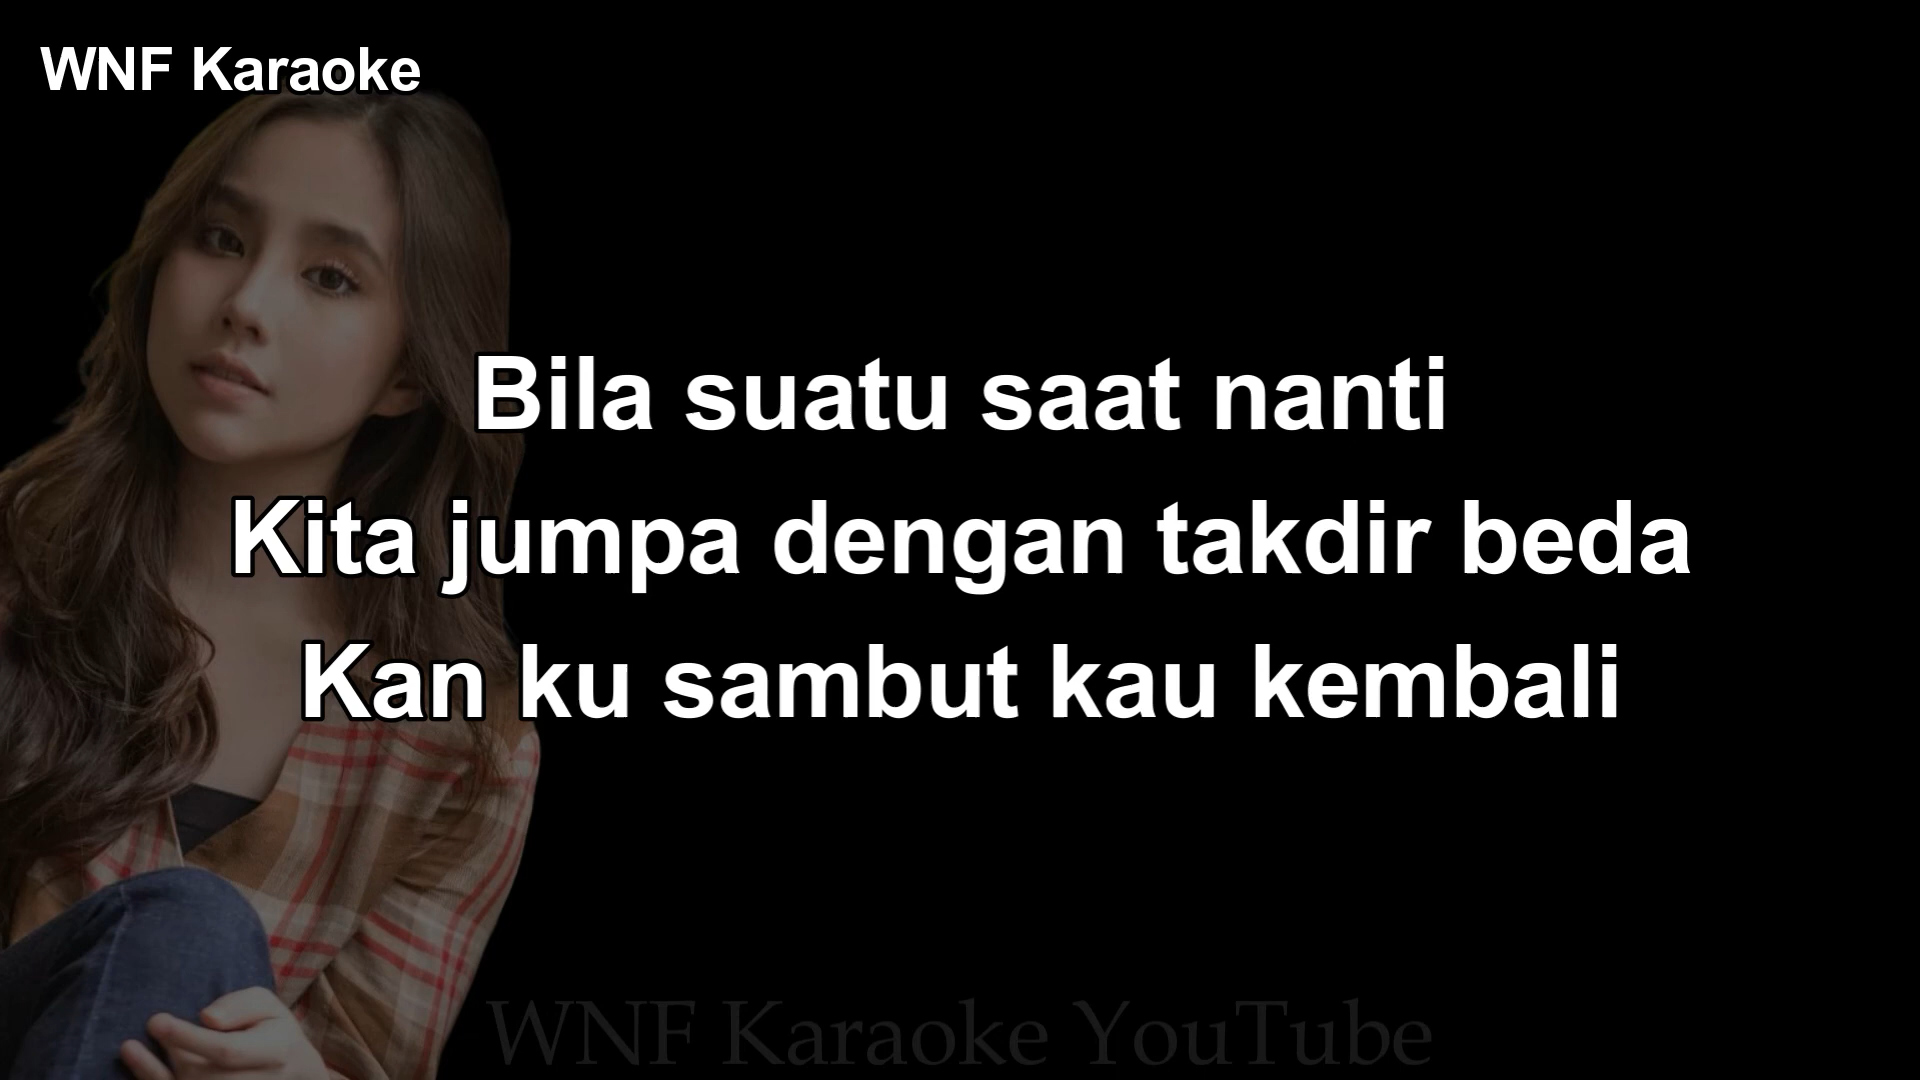 WNF Karaoke
Bila suatu saat nanti
Kita jumpa dengan takdir beda
Kan ku sambut kau kembali
WNF Karaoke YouTube